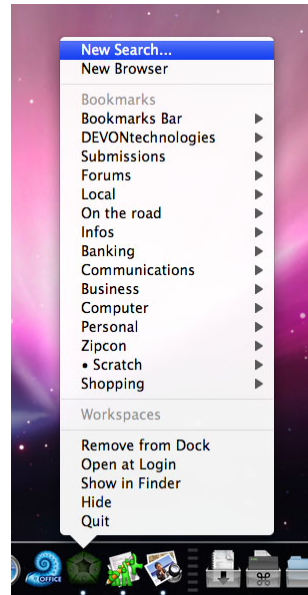 New Search...
New Browser
Bookmarks
Bookmarks Bar
DEVONtechnologies
Submissions
Forums
Local
On the road
Infos
Banking
Communications
Business
Computer
Personal
Zipcon
• Scratch
Shopping
Workspaces
Remove from Dock
Open at Login
Show in Finder
Hide
Quit
OFFICE